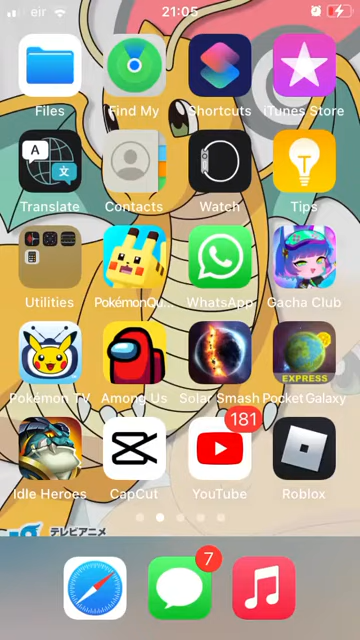 eir 21:05
Files Find My Shortcuts iTunes Store
A 文
Translate Contacts Watch Tips
Utilities PokémonQu... WhatsApp Gacha Club
EXPRESS
Pokémon TV Among Us Solar Smash Pocket Galaxy
181
Idle Heroes CapCut YouTube Roblox
テレビアニメ
7